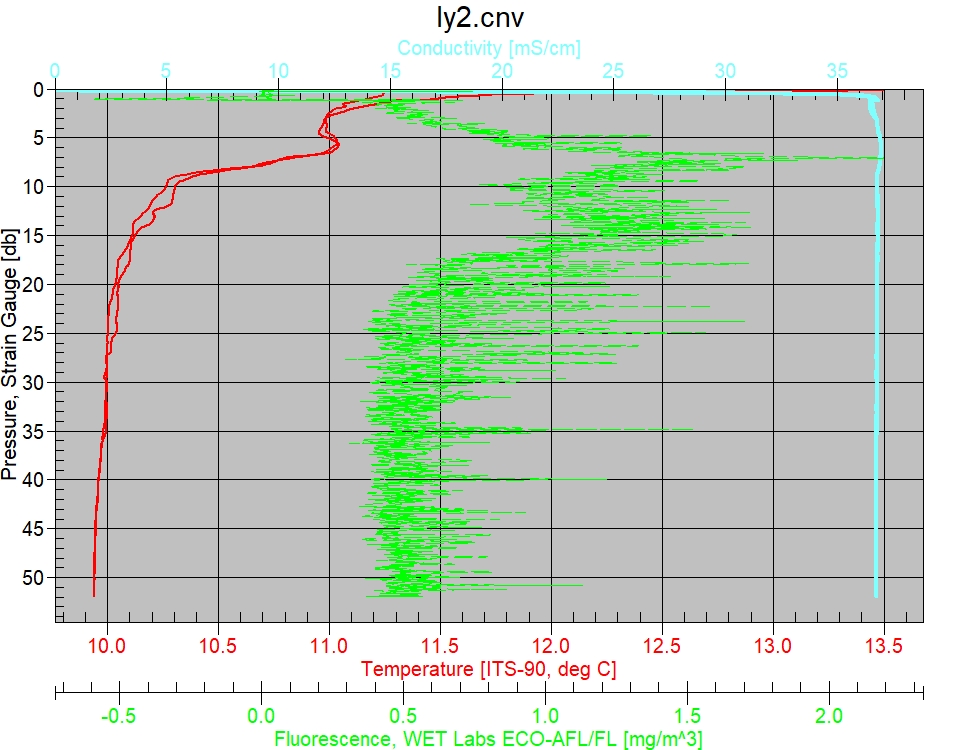 ly2.cnv
Conductivity [mS/cm]
0 5 10 15 20 25 30 35
Pressure, Strain Gauge [db]
0
5
10
15
20
25
30
35
40
45
50
10.0 10.5 11.0 11.5 12.0 12.5 13.0 13.5
Temperature [ITS-90, deg C]
-0.5 0.0 0.5 1.0 1.5 2.0
Fluorescence, WET Labs ECO-AFL/FL [mg/m^3]